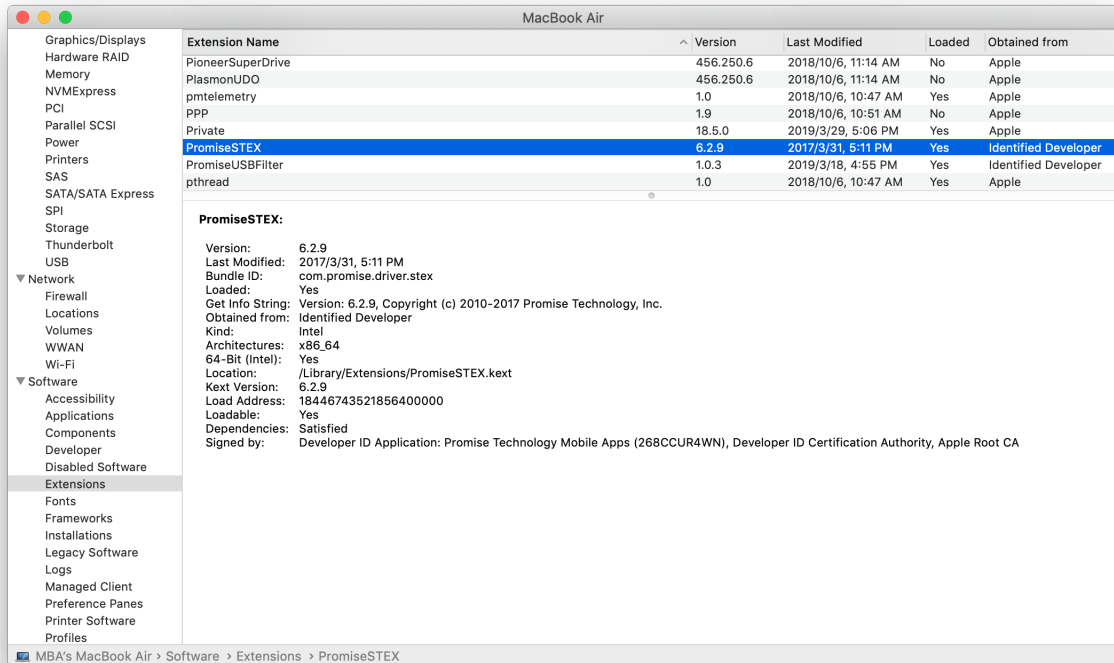 MacBook Air
Graphics/Displays
Hardware RAID
Memory
NVMExpress
PCI
Parallel SCSI
Power
Printers
SAS
SATA/SATA Express
SPI
Storage
Thunderbolt
USB
Network
Firewall
Locations
Volumes
WWAN
Wi-Fi
Software
Accessibility
Applications
Components
Developer
Disabled Software
Extensions
Fonts
Frameworks
Installations
Legacy Software
Logs
Managed Client
Preference Panes
Printer Software
Profiles
Extension Name Version Last Modified Loaded Obtained from
PioneerSuperDrive 456.250.6 2018/10/6, 11:14 AM No Apple
PlasmonUDO 456.250.6 2018/10/6, 11:14 AM No Apple
pmtelemetry 1.0 2018/10/6, 10:47 AM Yes Apple
PPP 1.9 2018/10/6, 10:51 AM No Apple
Private 18.5.0 2019/3/29, 5:06 PM Yes Apple
PromiseSTEX 6.2.9 2017/3/31, 5:11 PM Yes Identified Developer
PromiseUSBFilter 1.0.3 2019/3/18, 4:55 PM Yes Identified Developer
pthread 1.0 2018/10/6, 10:47 AM Yes Apple
PromiseSTEX:
Version: 6.2.9
Last Modified: 2017/3/31, 5:11 PM
Bundle ID: com.promise.driver.stex
Loaded: Yes
Get Info String: Version: 6.2.9, Copyright (c) 2010-2017 Promise Technology, Inc.
Obtained from: Identified Developer
Kind: Intel
Architectures: x86_64
64-Bit (Intel): Yes
Location: /Library/Extensions/PromiseSTEX.kext
Kext Version: 6.2.9
Load Address: 18446743521856400000
Loadable: Yes
Dependencies: Satisfied
Signed by: Developer ID Application: Promise Technology Mobile Apps (268CCUR4WN), Developer ID Certification Authority, Apple Root CA
MBA's MacBook Air › Software › Extensions › PromiseSTEX